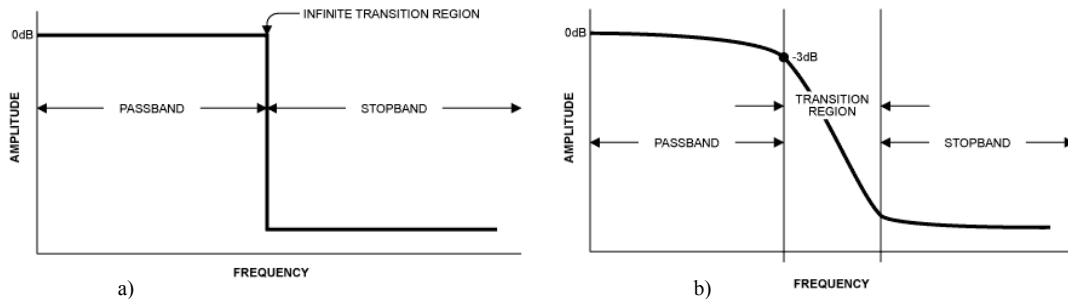 INFINITE TRANSITION REGION
0dB
PASSBAND
STOPBAND
AMPLITUDE
FREQUENCY
a)
0dB
-3dB
TRANSITION
REGION
PASSBAND
STOPBAND
AMPLITUDE
FREQUENCY
b)